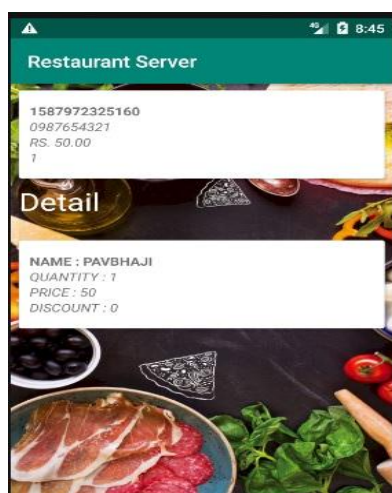 4G 8:45
Restaurant Server
1587972325160
0987654321
RS. 50.00
1
Detail
NAME : PAVBHAJI
QUANTITY : 1
PRICE : 50
DISCOUNT : 0